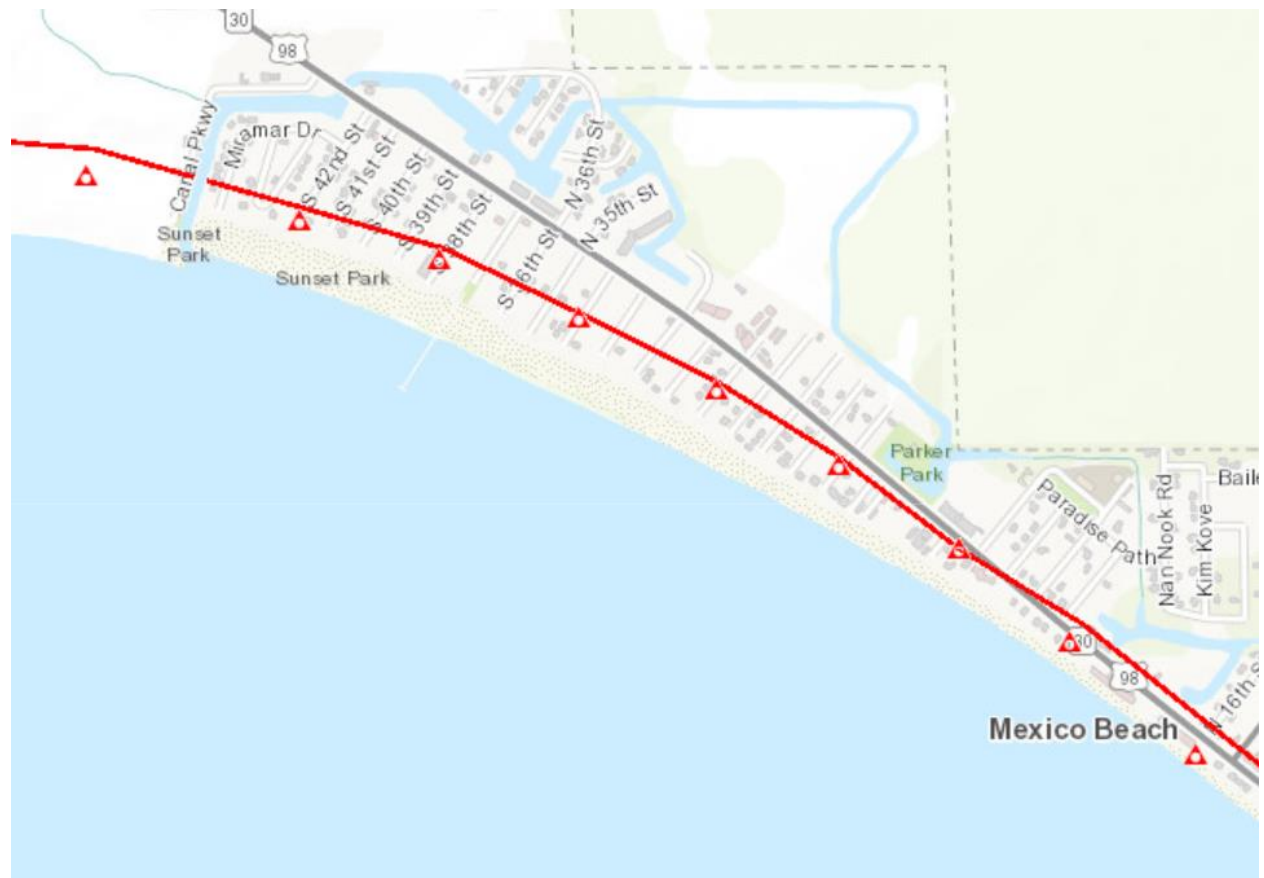 30
98
Canal Pkwy
Miramar Dr
S 42nd St
S 41st St
S 40th St
S 39th St
S 38th St
S 36th St
N 36th St
N 35th St
Sunset
Park
Sunset Park
Parker
Park
Paradise Path
Nan Nook Rd
Kim Kove
Baile
30
98
N 16th S
Mexico Beach